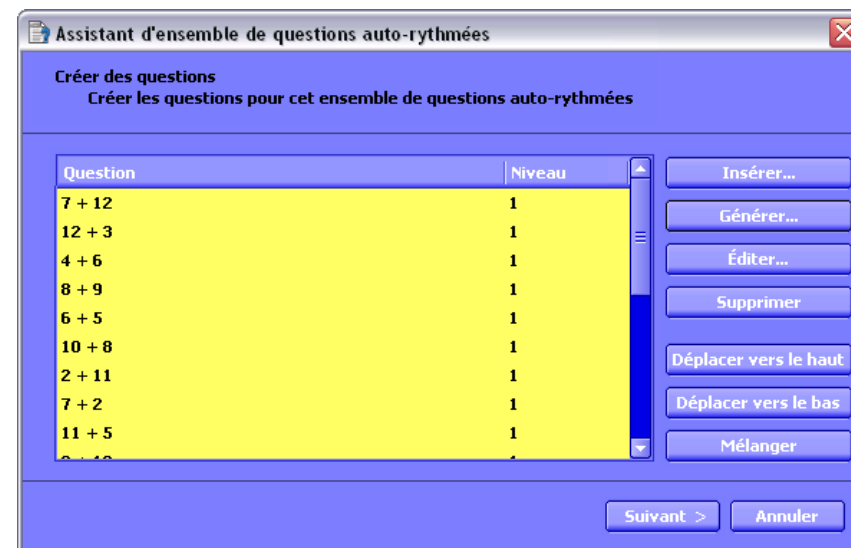 Assistant d'ensemble de questions auto-rythmées
Créer des questions
Créer les questions pour cet ensemble de questions auto-rythmées
Question Niveau
7 + 12 1
12 + 3 1
4 + 6 1
8 + 9 1
6 + 5 1
10 + 8 1
2 + 11 1
7 + 2 1
11 + 5 1
Insérer...
Générer...
Éditer...
Supprimer
Déplacer vers le haut
Déplacer vers le bas
Mélanger
Suivant >
Annuler